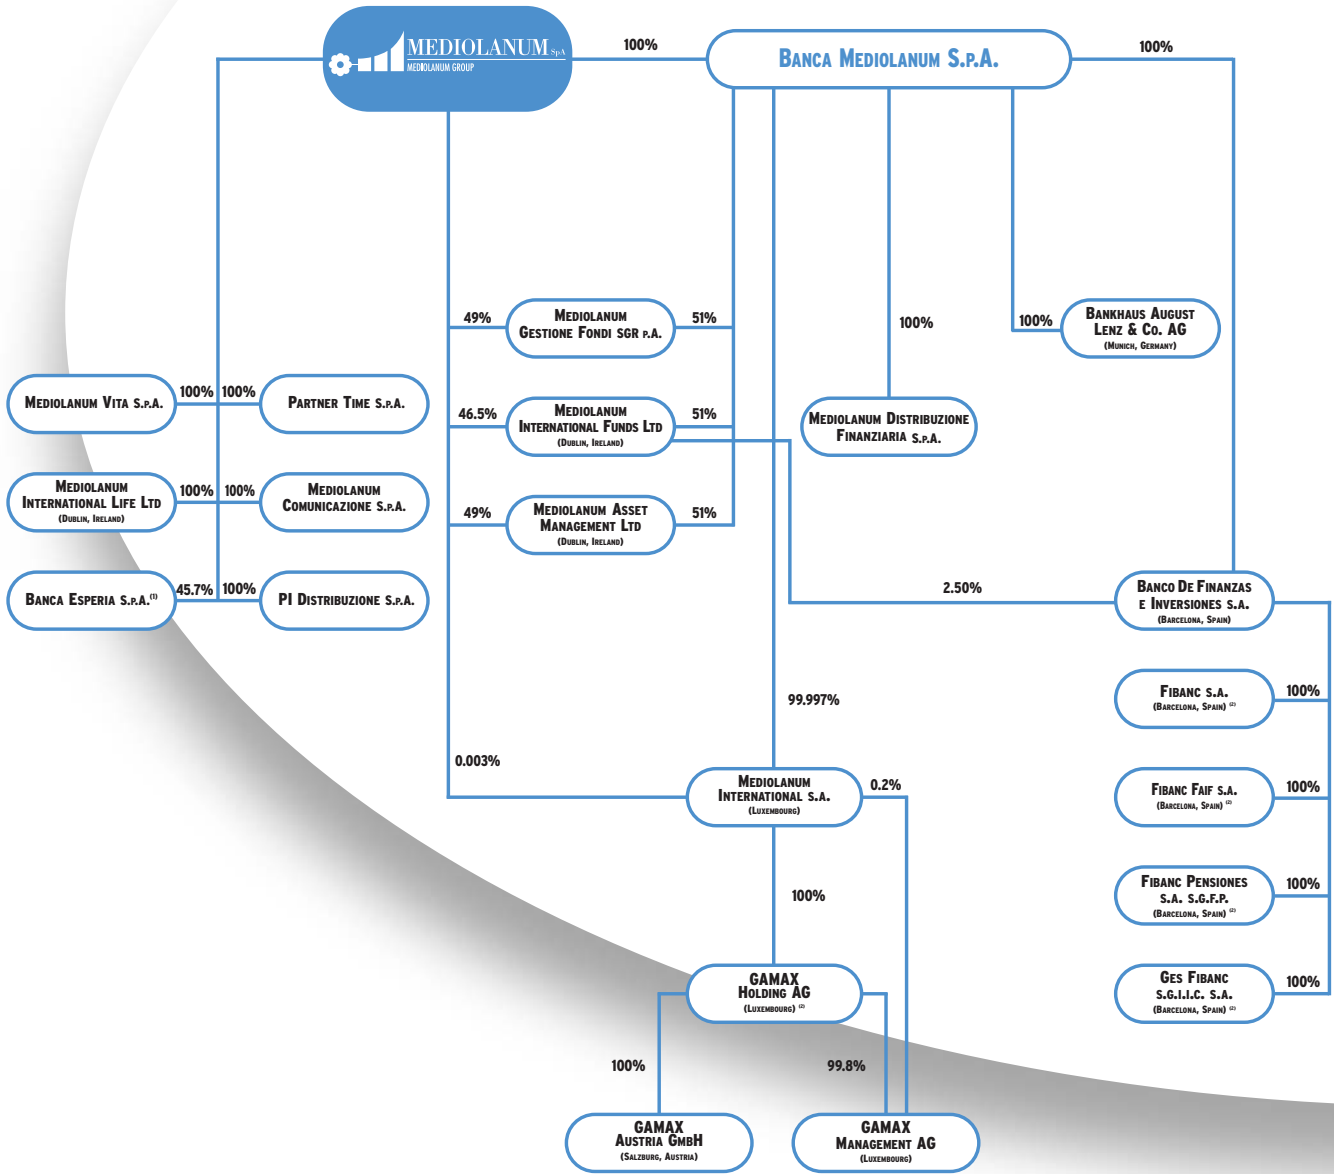 MEDIOLANUM SpA
MEDIOLANUM GROUP
100%
BANCA MEDIOLANUM S.P.A.
100%
49%
MEDIOLANUM
GESTIONE FONDI SGR P.A.
51%
100%
100%
BANKHAUS AUGUST
LENZ & CO. AG
(MUNICH, GERMANY)
MEDIOLANUM VITA S.P.A.
100%
100%
PARTNER TIME S.P.A.
46.5%
MEDIOLANUM
INTERNATIONAL FUNDS LTD
(DUBLIN, IRELAND)
51%
MEDIOLANUM DISTRIBUZIONE
FINANZIARIA S.P.A.
MEDIOLANUM
INTERNATIONAL LIFE LTD
(DUBLIN, IRELAND)
100%
100%
MEDIOLANUM
COMUNICAZIONE S.P.A.
49%
MEDIOLANUM ASSET
MANAGEMENT LTD
(DUBLIN, IRELAND)
51%
BANCA ESPERIA S.P.A.(1)
45.7%
100%
PI DISTRIBUZIONE S.P.A.
2.50%
BANCO DE FINANZAS
E INVERSIONES S.A.
(BARCELONA, SPAIN)
99.997%
FIBANC S.A.
(BARCELONA, SPAIN) (2)
100%
0.003%
MEDIOLANUM
INTERNATIONAL S.A.
(LUXEMBOURG)
0.2%
FIBANC FAIF S.A.
(BARCELONA, SPAIN) (2)
100%
100%
FIBANC PENSIONES
S.A. S.G.F.P.
(BARCELONA, SPAIN) (2)
100%
GAMAX
HOLDING AG
(LUXEMBOURG) (2)
GES FIBANC
S.G.I.I.C. S.A.
(BARCELONA, SPAIN) (2)
100%
100%
99.8%
GAMAX
AUSTRIA GMBH
(SALZBURG, AUSTRIA)
GAMAX
MANAGEMENT AG
(LUXEMBOURG)